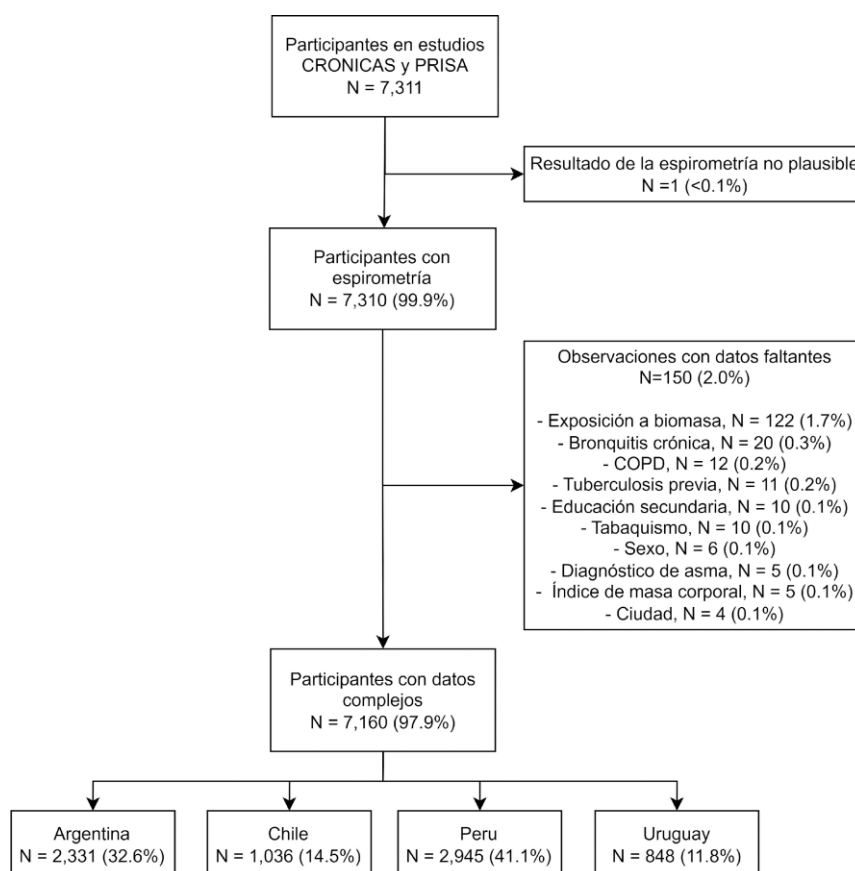 Participantes en estudios
CRONICAS y PRISA
N = 7,311
Resultado de la espirometría no plausible
N =1 (<0.1%)
Participantes con
espirometría
N = 7,310 (99.9%)
Observaciones con datos faltantes
N=150 (2.0%)
- Exposición a biomasa, N = 122 (1.7%)
- Bronquitis crónica, N = 20 (0.3%)
- COPD, N = 12 (0.2%)
- Tuberculosis previa, N = 11 (0.2%)
- Educación secundaria, N = 10 (0.1%)
- Tabaquismo, N = 10 (0.1%)
- Sexo, N = 6 (0.1%)
- Diagnóstico de asma, N = 5 (0.1%)
- Índice de masa corporal, N = 5 (0.1%)
- Ciudad, N = 4 (0.1%)
Participantes con datos
complejos
N = 7,160 (97.9%)
Argentina
N = 2,331 (32.6%)
Chile
N = 1,036 (14.5%)
Peru
N = 2,945 (41.1%)
Uruguay
N = 848 (11.8%)